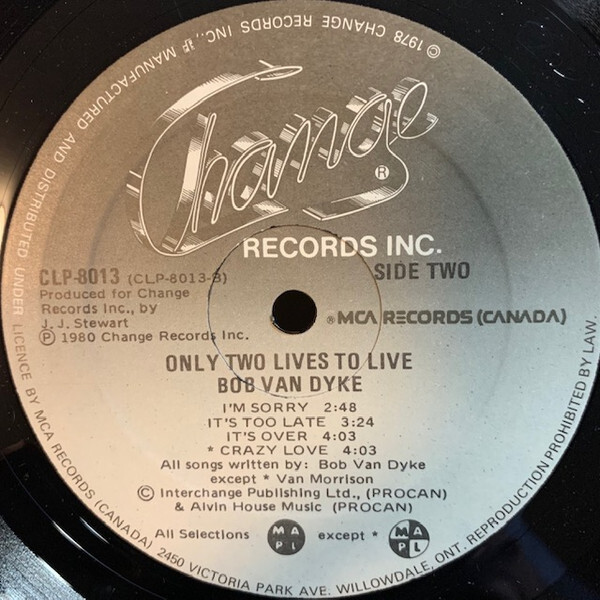 Change ®
RECORDS INC.
CLP-8013 (CLP-8013-B)
SIDE TWO
Produced for Change
Records Inc., by
J. J. Stewart
Ⓟ 1980 Change Records Inc.
® MCA RECORDS (CANADA)
ONLY TWO LIVES TO LIVE
BOB VAN DYKE
I'M SORRY 2:48
IT'S TOO LATE 3:24
IT'S OVER 4:03
* CRAZY LOVE 4:03
All songs written by: Bob Van Dyke
except * Van Morrison
© Interchange Publishing Ltd., (PROCAN)
& Alvin House Music (PROCAN)
All Selections MAPL except * MAPL
© 1978 CHANGE RECORDS INC., MANUFACTURED AND DISTRIBUTED UNDER LICENCE BY MCA RECORDS (CANADA) 2450 VICTORIA PARK AVE. WILLOWDALE, ONT. REPRODUCTION PROHIBITED BY LAW.